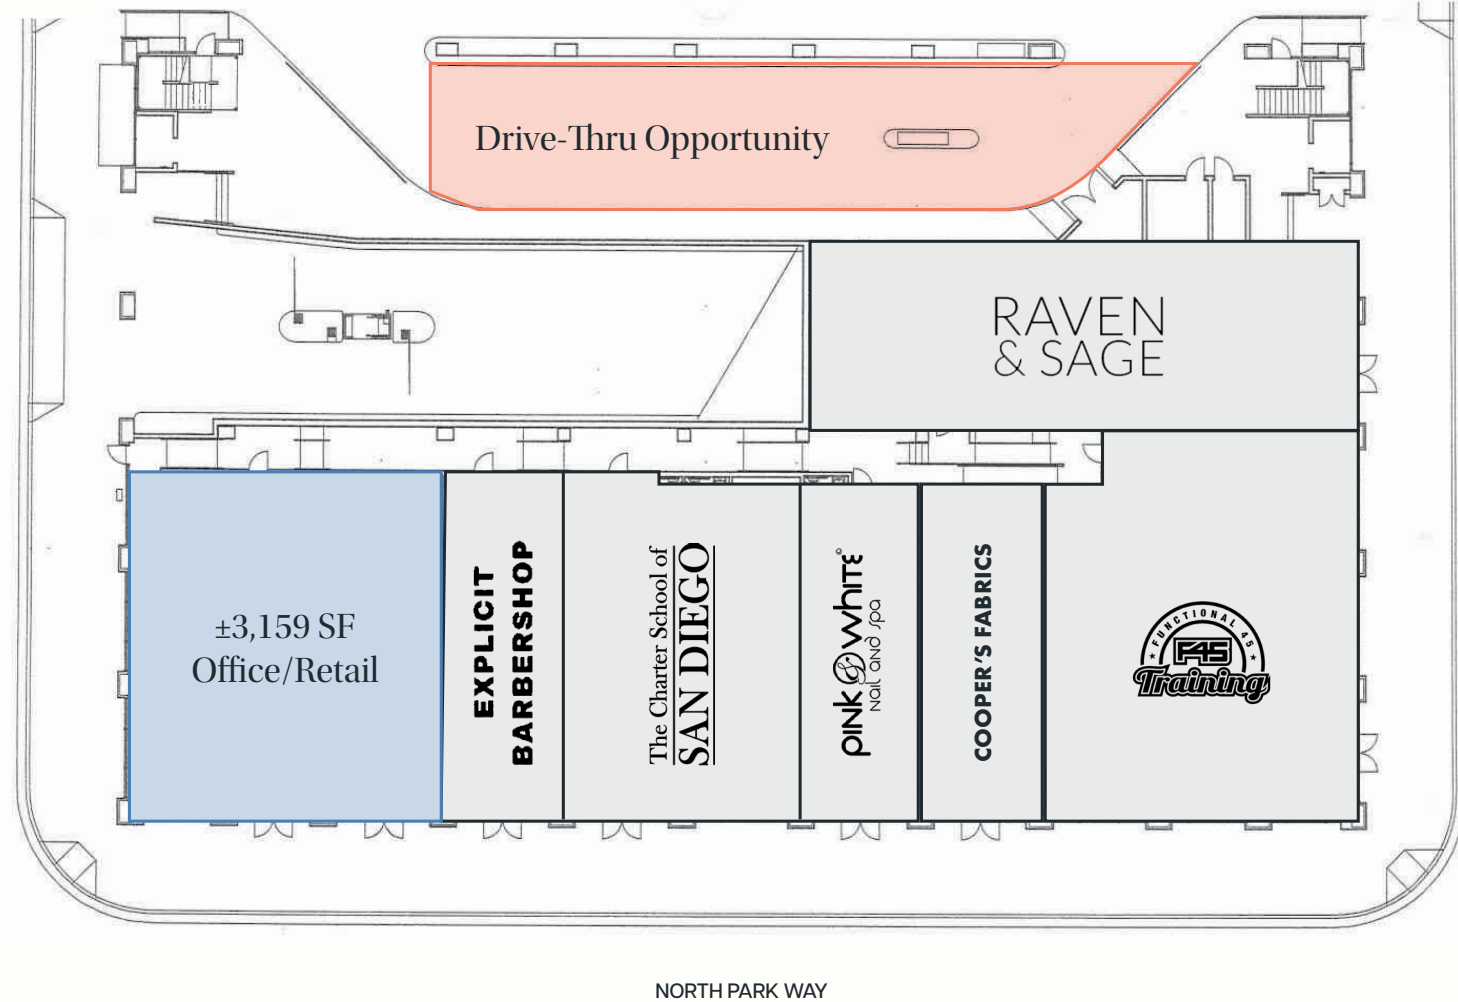 Drive-Thru Opportunity
RAVEN
& SAGE
±3,159 SF
Office/Retail
EXPLICIT
BARBERSHOP
The Charter School of
SAN DIEGO
PINK & WHITE®
nail and spa
COOPER'S FABRICS
FUNCTIONAL 45
F45
Training
NORTH PARK WAY